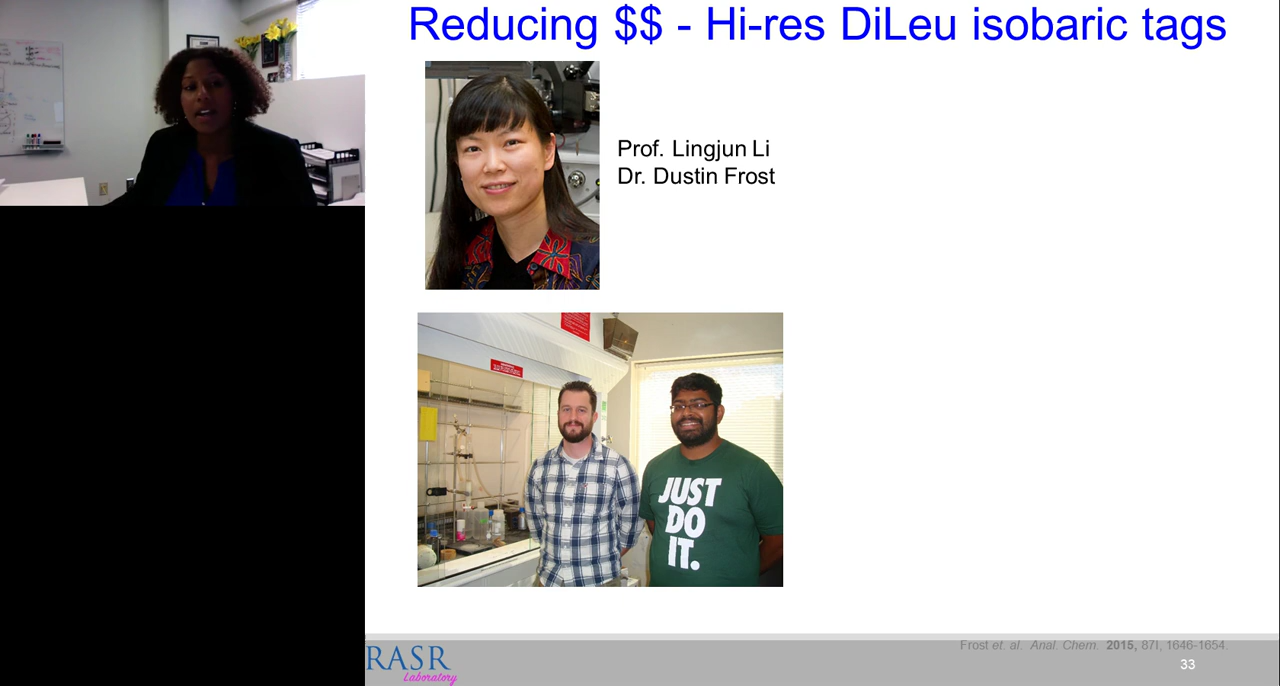 Reducing $$ - Hi-res DiLeu isobaric tags
Prof. Lingjun Li
Dr. Dustin Frost
JUST
DO
IT.
Frost et. al. Anal. Chem. 2015, 87I, 1646-1654.
RASR
Laboratory
33